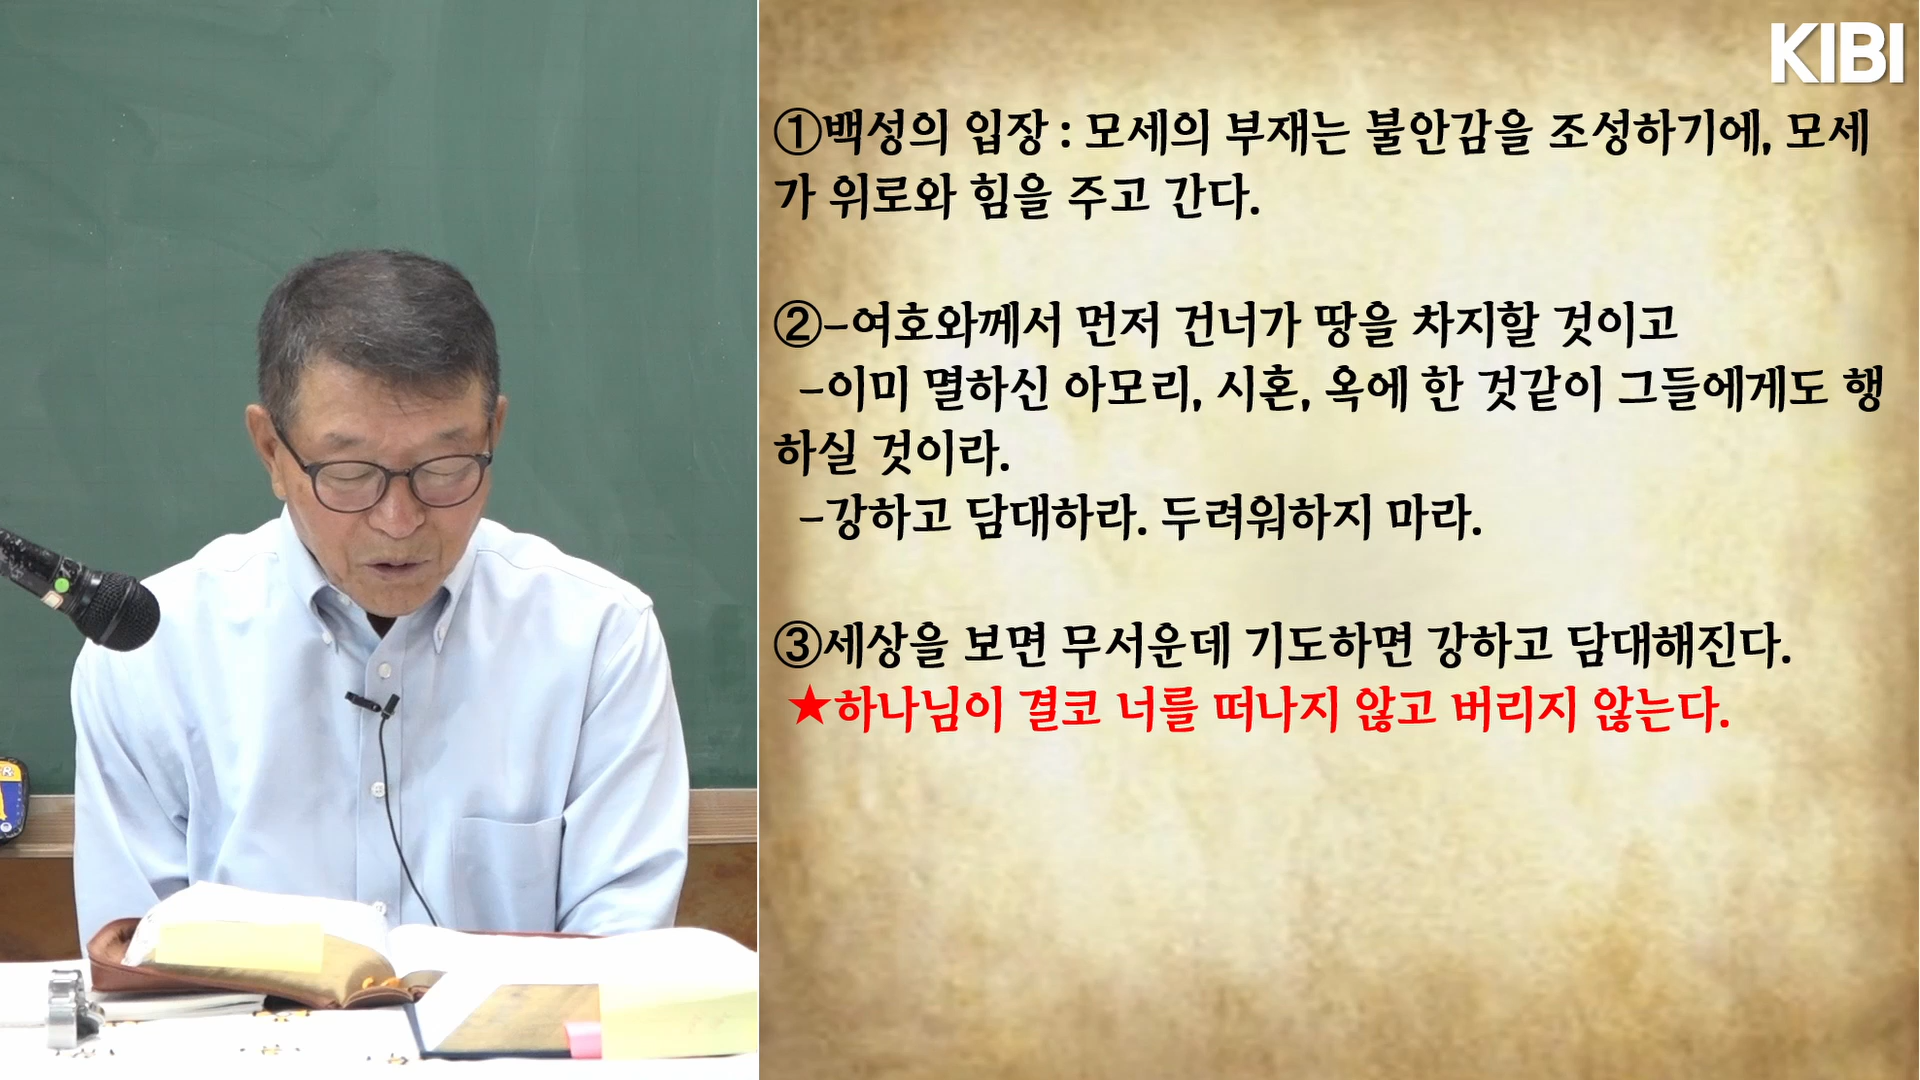 KIBI
①백성의 입장 : 모세의 부재는 불안감을 조성하기에, 모세
가 위로와 힘을 주고 간다.
②-여호와께서 먼저 건너가 땅을 차지할 것이고
-이미 멸하신 아모리, 시혼, 옥에 한 것같이 그들에게도 행
하실 것이라.
-강하고 담대하라. 두려워하지 마라.
③세상을 보면 무서운데 기도하면 강하고 담대해진다.
★하나님이 결코 너를 떠나지 않고 버리지 않는다.